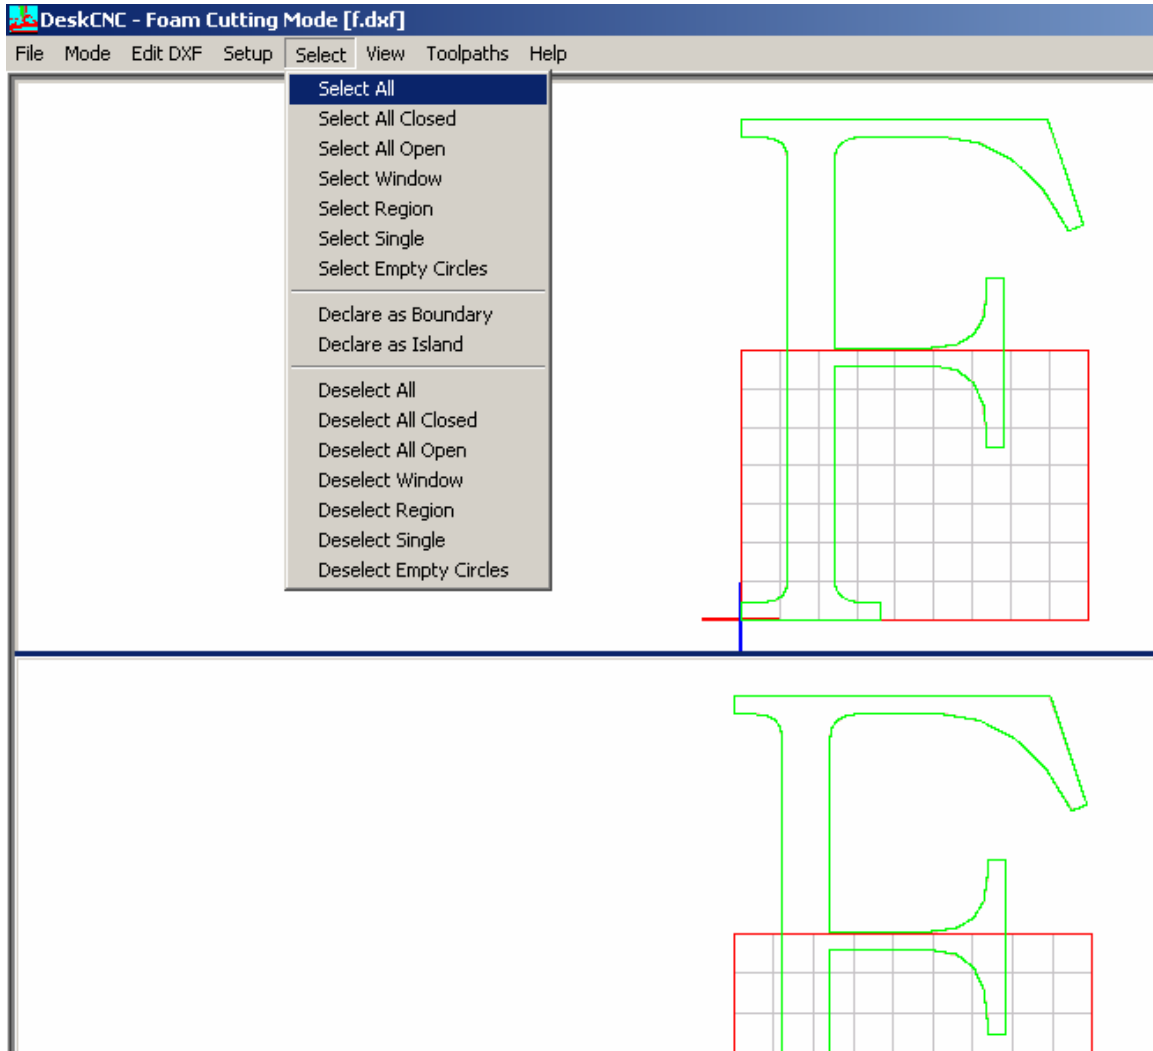 DeskCNC - Foam Cutting Mode [f.dxf]
File Mode Edit DXF Setup Select View Toolpaths Help
Select All
Select All Closed
Select All Open
Select Window
Select Region
Select Single
Select Empty Circles
Declare as Boundary
Declare as Island
Deselect All
Deselect All Closed
Deselect All Open
Deselect Window
Deselect Region
Deselect Single
Deselect Empty Circles
F
F